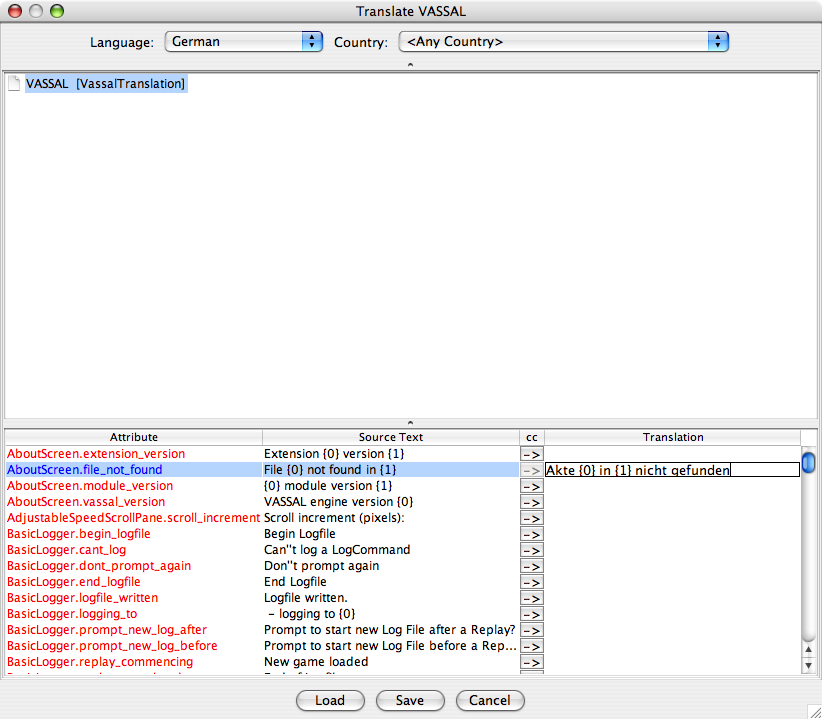 Translate VASSAL
Language: German Country: <Any Country>
VASSAL [VassalTranslation]
Attribute Source Text cc Translation
AboutScreen.extension_version Extension {0} version {1} -->
AboutScreen.file_not_found File {0} not found in {1} --> Akte {0} in {1} nicht gefunden
AboutScreen.module_version {0} module version {1} -->
AboutScreen.vassal_version VASSAL engine version {0} -->
AdjustableSpeedScrollPane.scroll_increment Scroll increment (pixels): -->
BasicLogger.begin_logfile Begin Logfile -->
BasicLogger.cant_log Can''t log a LogCommand -->
BasicLogger.dont_prompt_again Don''t prompt again -->
BasicLogger.end_logfile End Logfile -->
BasicLogger.logfile_written Logfile written. -->
BasicLogger.logging_to - logging to {0} -->
BasicLogger.prompt_new_log_after Prompt to start new Log File after a Replay? -->
BasicLogger.prompt_new_log_before Prompt to start new Log File before a Rep... -->
BasicLogger.replay_commencing New game loaded -->
Load Save Cancel